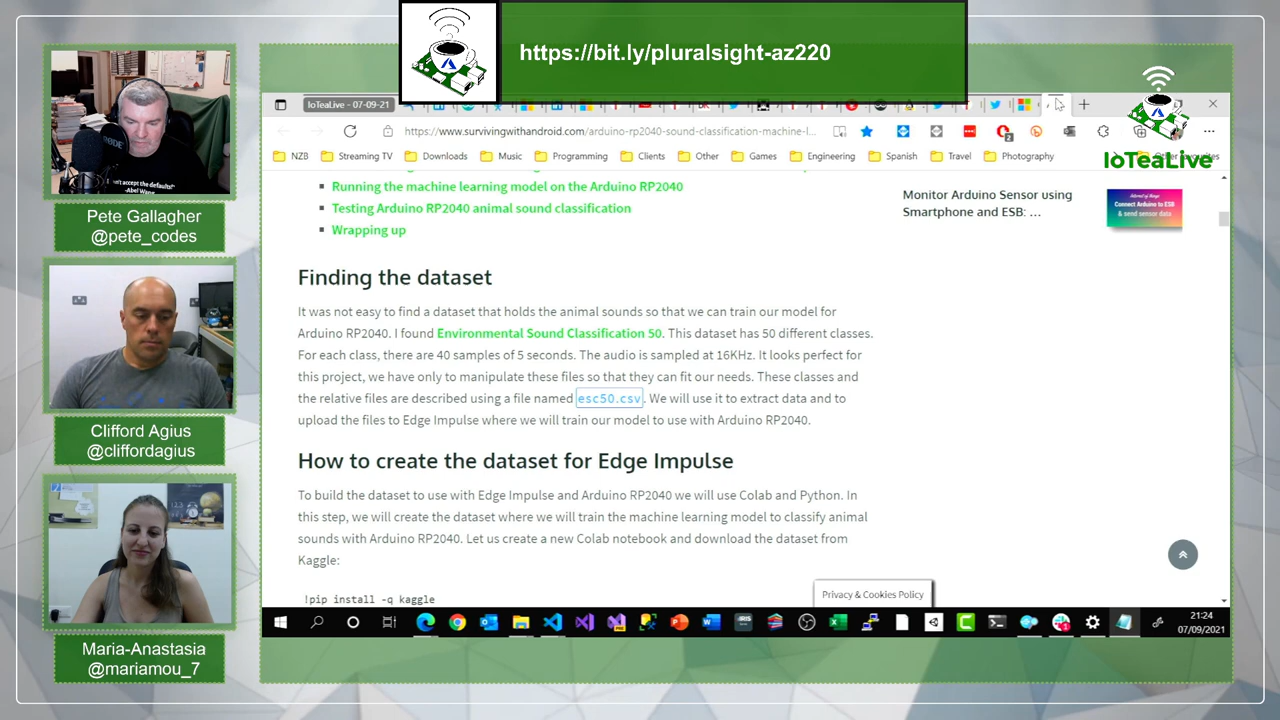 https://bit.ly/pluralsight-az220
IoTeaLive - 07-09-21
https://www.survivingwithandroid.com/arduino-rp2040-sound-classification-machine-l...
NZB
Streaming TV
Downloads
Music
Programming
Clients
Other
Games
Engineering
Spanish
Travel
Photography
IoTeaLive
Running the machine learning model on the Arduino RP2040
Testing Arduino RP2040 animal sound classification
Wrapping up
Monitor Arduino Sensor using
Smartphone and ESB: ...
Connect Arduino to ESB
& send sensor data
Finding the dataset
It was not easy to find a dataset that holds the animal sounds so that we can train our model for
Arduino RP2040. I found Environmental Sound Classification 50. This dataset has 50 different classes.
For each class, there are 40 samples of 5 seconds. The audio is sampled at 16KHz. It looks perfect for
this project, we have only to manipulate these files so that they can fit our needs. These classes and
the relative files are described using a file named esc50.csv. We will use it to extract data and to
upload the files to Edge Impulse where we will train our model to use with Arduino RP2040.
How to create the dataset for Edge Impulse
To build the dataset to use with Edge Impulse and Arduino RP2040 we will use Colab and Python. In
this step, we will create the dataset where we will train the machine learning model to classify animal
sounds with Arduino RP2040. Let us create a new Colab notebook and download the dataset from
Kaggle:
!pip install -q kaggle
Privacy & Cookies Policy
21:24
07/09/2021
Pete Gallagher
@pete_codes
Clifford Agius
@cliffordagius
Maria-Anastasia
@mariamou_7